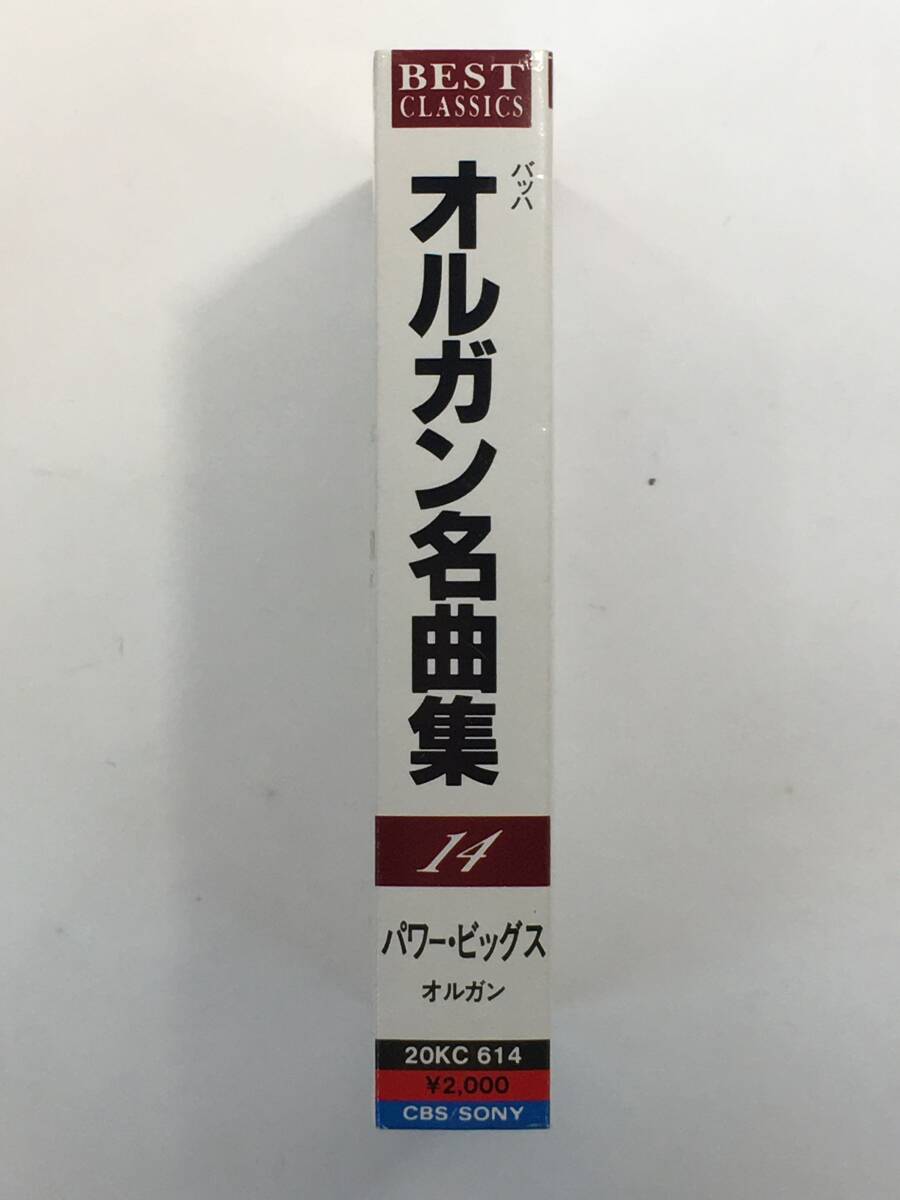 BEST
CLASSICS
バッハ
オルガン名曲集
14
パワー・ビッグス
オルガン
20KC 614
¥2,000
CBS/SONY